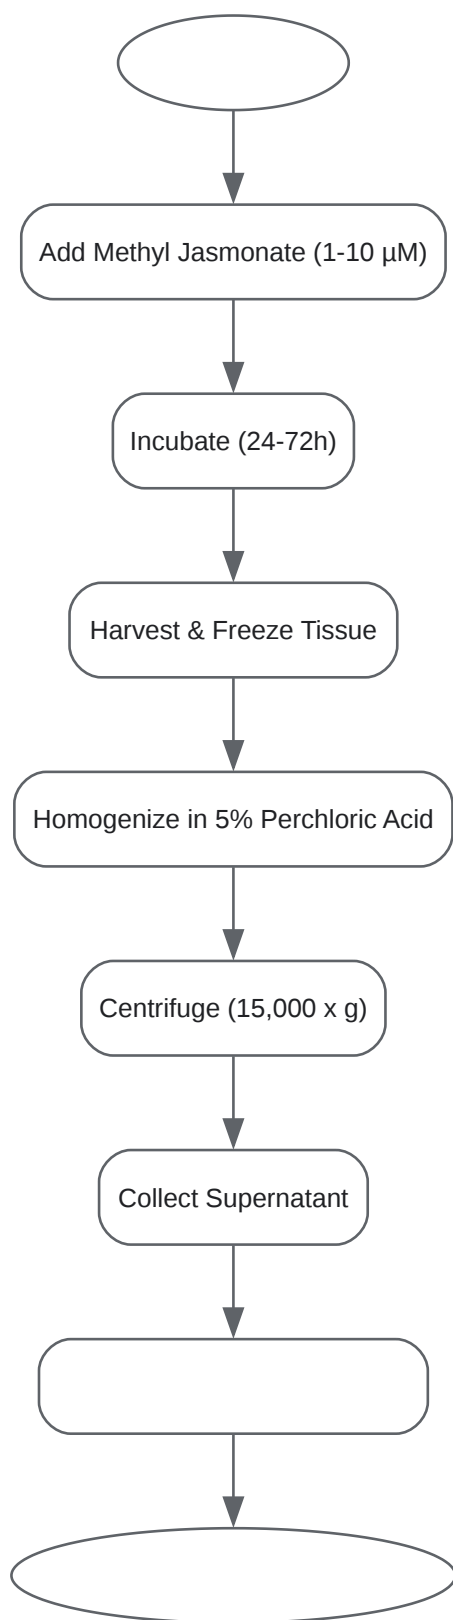 Add Methyl Jasmonate (1-10 µM)
Incubate (24-72h)
Harvest & Freeze Tissue
Homogenize in 5% Perchloric Acid
Centrifuge (15,000 x g)
Collect Supernatant